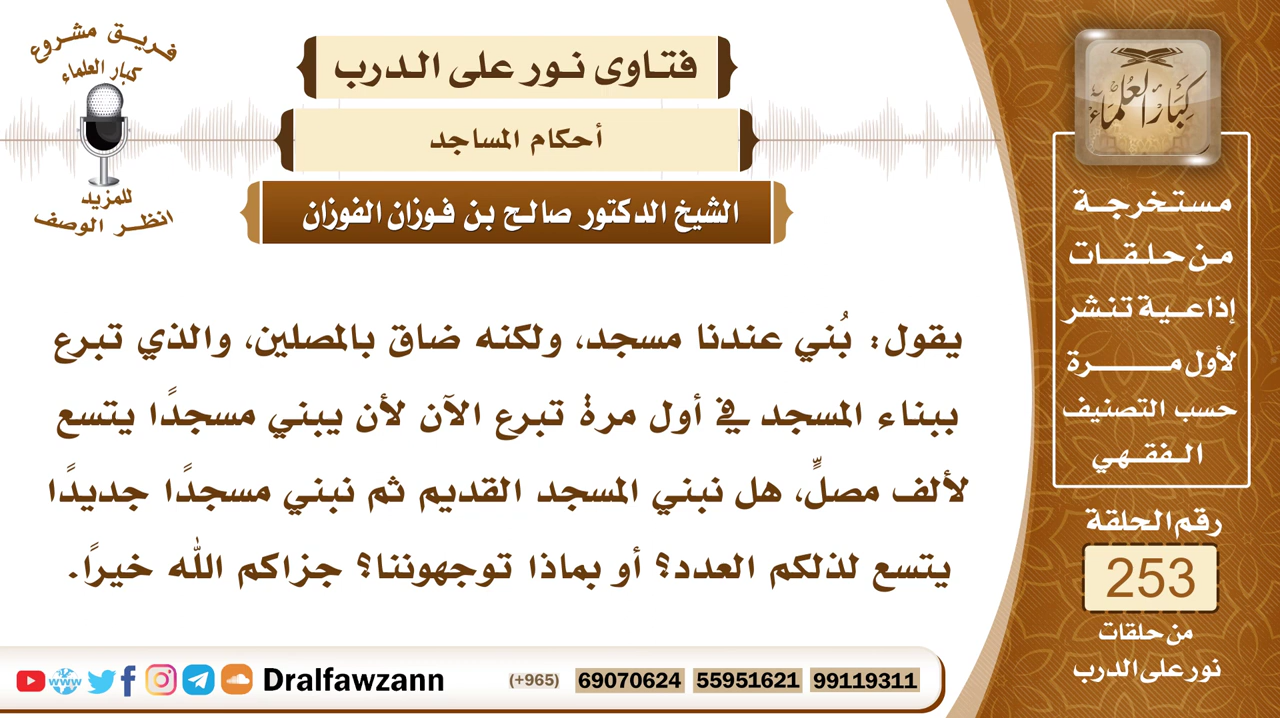 فريق مشروع
كبار العلماء
للمزيد
انظر الوصف
فتاوى نور على الدرب
أحكام المساجد
الشيخ الدكتور صالح بن فوزان الفوزان
يقول: بُني عندنا مسجد، ولكنه ضاق بالمصلين، والذي تبرع
ببناء المسجد في أول مرة تبرع الآن لأن يبني مسجدًا يتسع
لألف مصلٍّ، هل نبني المسجد القديم ثم نبني مسجدًا جديدًا
يتسع لذلكم العدد؟ أو بماذا توجهوننا؟ جزاكم الله خيرًا.
كبار العلماء
مستخرجة
من حلقات
إذاعية تنشر
لأول مرة
حسب التصنيف
الفقهي
رقم الحلقة
253
من حلقات
نور على الدرب
www Dralfawzann (+965) 69070624 55951621 99119311